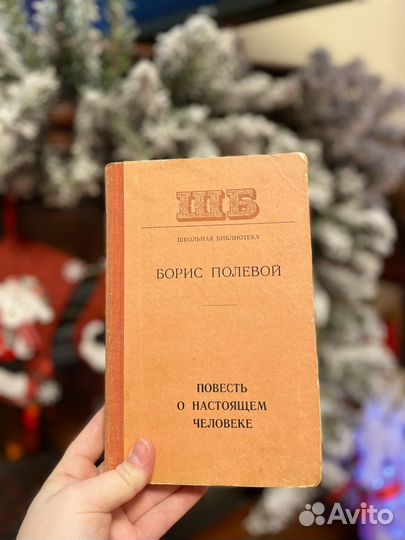 ШБ
ШКОЛЬНАЯ БИБЛИОТЕКА
БОРИС ПОЛЕВОЙ
ПОВЕСТЬ
О НАСТОЯЩЕМ
ЧЕЛОВЕКЕ
Avito